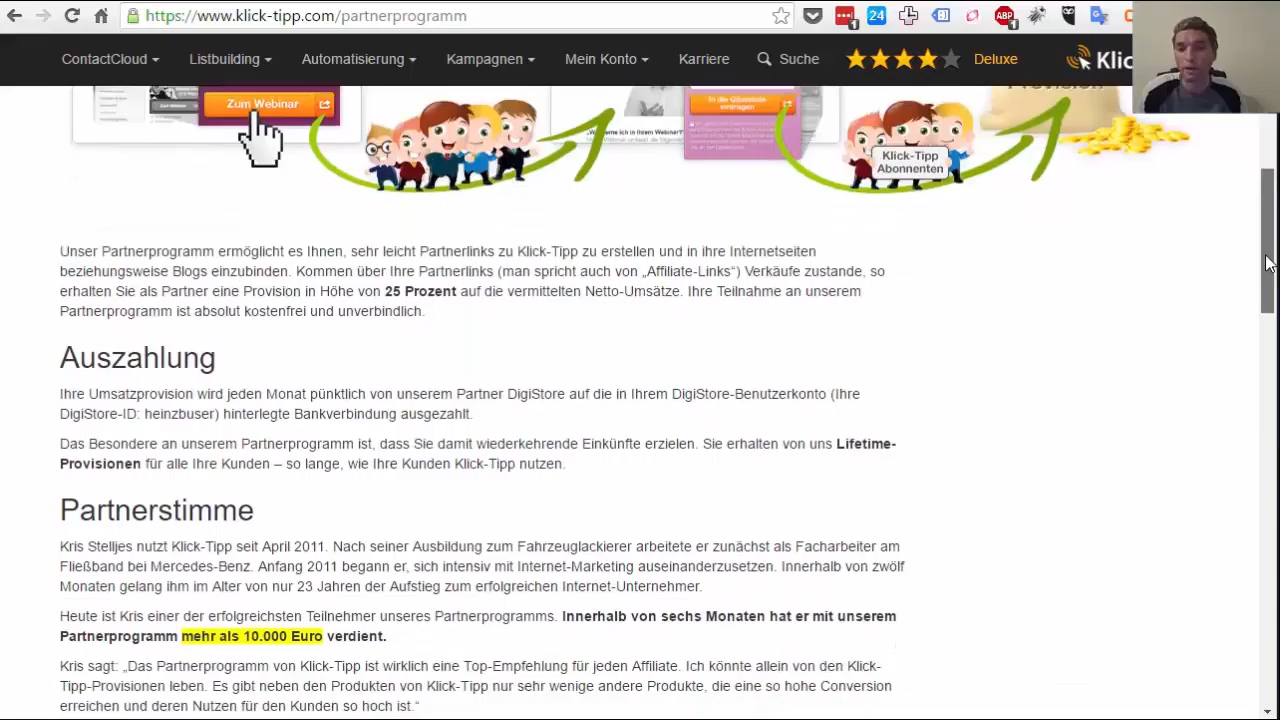 https://www.klick-tipp.com/partnerprogramm
24
ABP
1
1
ContactCloud
Listbuilding
Automatisierung
Kampagnen
Mein Konto
Karriere
Suche
Deluxe
Klic
Zum Webinar
In die Gästeliste
eintragen
Provision
Klick-Tipp
Abonnenten
Unser Partnerprogramm ermöglicht es Ihnen, sehr leicht Partnerlinks zu Klick-Tipp zu erstellen und in ihre Internetseiten
beziehungsweise Blogs einzubinden. Kommen über Ihre Partnerlinks (man spricht auch von „Affiliate-Links“) Verkäufe zustande, so
erhalten Sie als Partner eine Provision in Höhe von 25 Prozent auf die vermittelten Netto-Umsätze. Ihre Teilnahme an unserem
Partnerprogramm ist absolut kostenfrei und unverbindlich.
Auszahlung
Ihre Umsatzprovision wird jeden Monat pünktlich von unserem Partner DigiStore auf die in Ihrem DigiStore-Benutzerkonto (Ihre
DigiStore-ID: heinzbuser) hinterlegte Bankverbindung ausgezahlt.
Das Besondere an unserem Partnerprogramm ist, dass Sie damit wiederkehrende Einkünfte erzielen. Sie erhalten von uns Lifetime-
Provisionen für alle Ihre Kunden – so lange, wie Ihre Kunden Klick-Tipp nutzen.
Partnerstimme
Kris Stelljes nutzt Klick-Tipp seit April 2011. Nach seiner Ausbildung zum Fahrzeuglackierer arbeitete er zunächst als Facharbeiter am
Fließband bei Mercedes-Benz. Anfang 2011 begann er, sich intensiv mit Internet-Marketing auseinanderzusetzen. Innerhalb von zwölf
Monaten gelang ihm im Alter von nur 23 Jahren der Aufstieg zum erfolgreichen Internet-Unternehmer.
Heute ist Kris einer der erfolgreichsten Teilnehmer unseres Partnerprogramms. Innerhalb von sechs Monaten hat er mit unserem
Partnerprogramm mehr als 10.000 Euro verdient.
Kris sagt: „Das Partnerprogramm von Klick-Tipp ist wirklich eine Top-Empfehlung für jeden Affiliate. Ich könnte allein von den Klick-
Tipp-Provisionen leben. Es gibt neben den Produkten von Klick-Tipp nur sehr wenige andere Produkte, die eine so hohe Conversion
erreichen und deren Nutzen für den Kunden so hoch ist.“